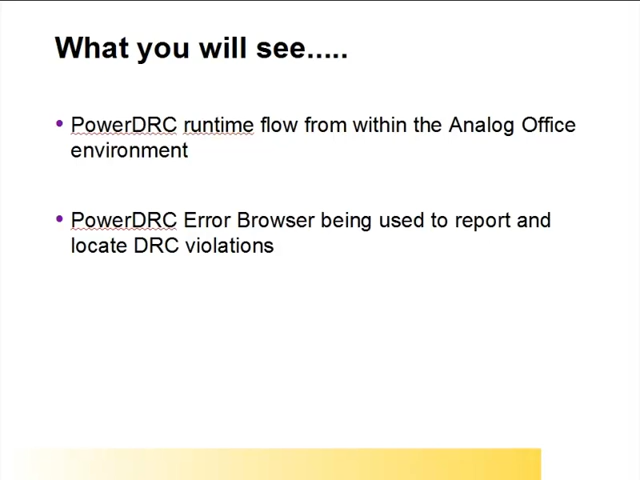 What you will see.....
• PowerDRC runtime flow from within the Analog Office
environment
• PowerDRC Error Browser being used to report and
locate DRC violations